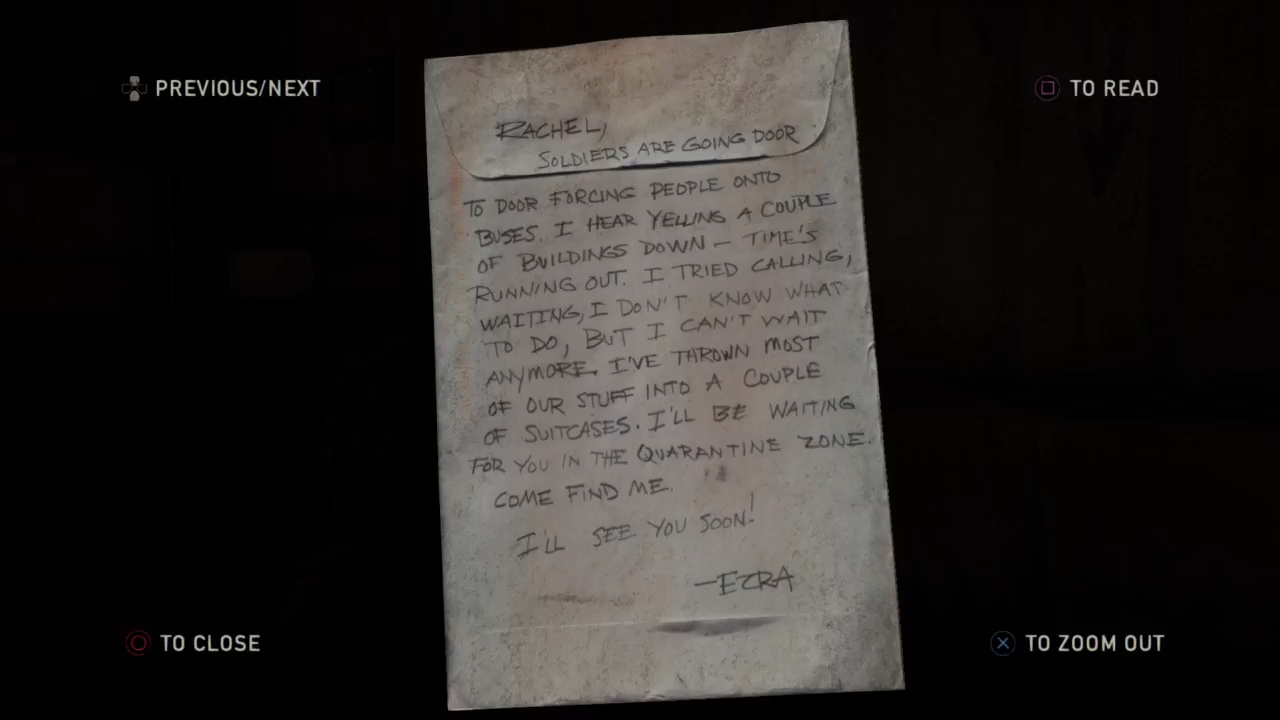 PREVIOUS/NEXT
TO READ
RACHEL,
SOLDIERS ARE GOING DOOR
TO DOOR FORCING PEOPLE ONTO
BUSES. I HEAR YELLING A COUPLE
OF BUILDINGS DOWN — TIME'S
RUNNING OUT. I TRIED CALLING,
WAITING, I DON'T KNOW WHAT
TO DO, BUT I CAN'T WAIT
ANYMORE. I'VE THROWN MOST
OF OUR STUFF INTO A COUPLE
OF SUITCASES. I'LL BE WAITING
FOR YOU IN THE QUARANTINE ZONE.
COME FIND ME.
I'LL SEE YOU SOON!
—EZRA
TO CLOSE
TO ZOOM OUT